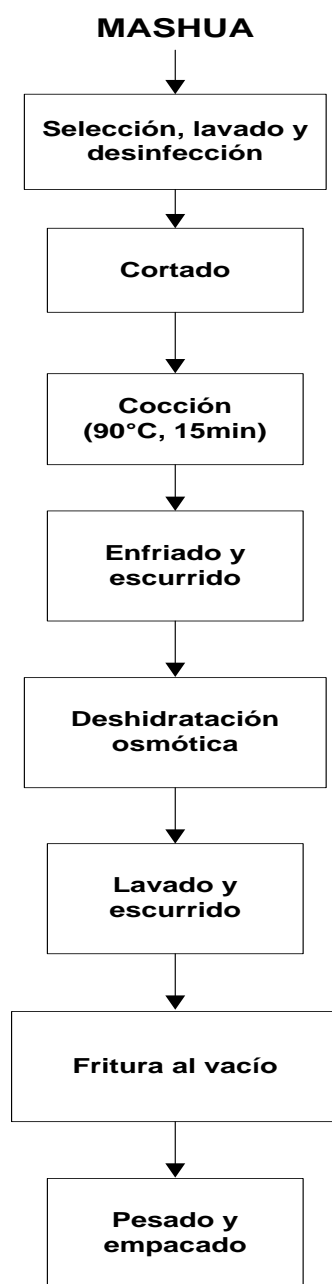 MASHUA
Selección, lavado y
desinfección
Cortado
Cocción
(90°C, 15min)
Enfriado y
escurrido
Deshidratación
osmótica
Lavado y
escurrido
Fritura al vacío
Pesado y
empacado